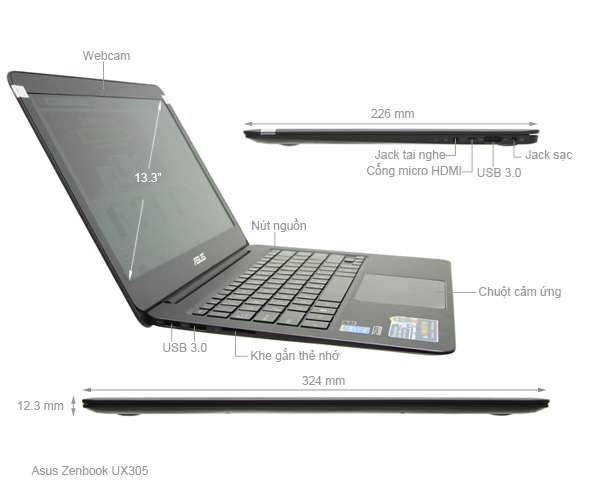 Webcam
226 mm
Jack tai nghe
Cổng micro HDMI
USB 3.0
Jack sạc
13.3"
Nút nguồn
ASUS
Chuột cảm ứng
USB 3.0
Khe gắn thẻ nhớ
324 mm
12.3 mm
Asus Zenbook UX305